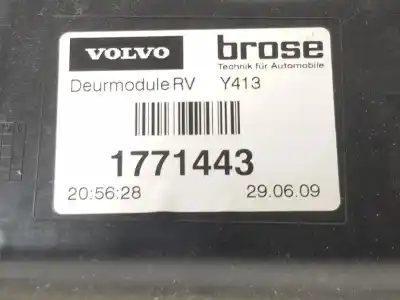 VOLVO brose
Technik für Automobile
Deurmodule RV Y413
1771443
20:56:28 29.06.09